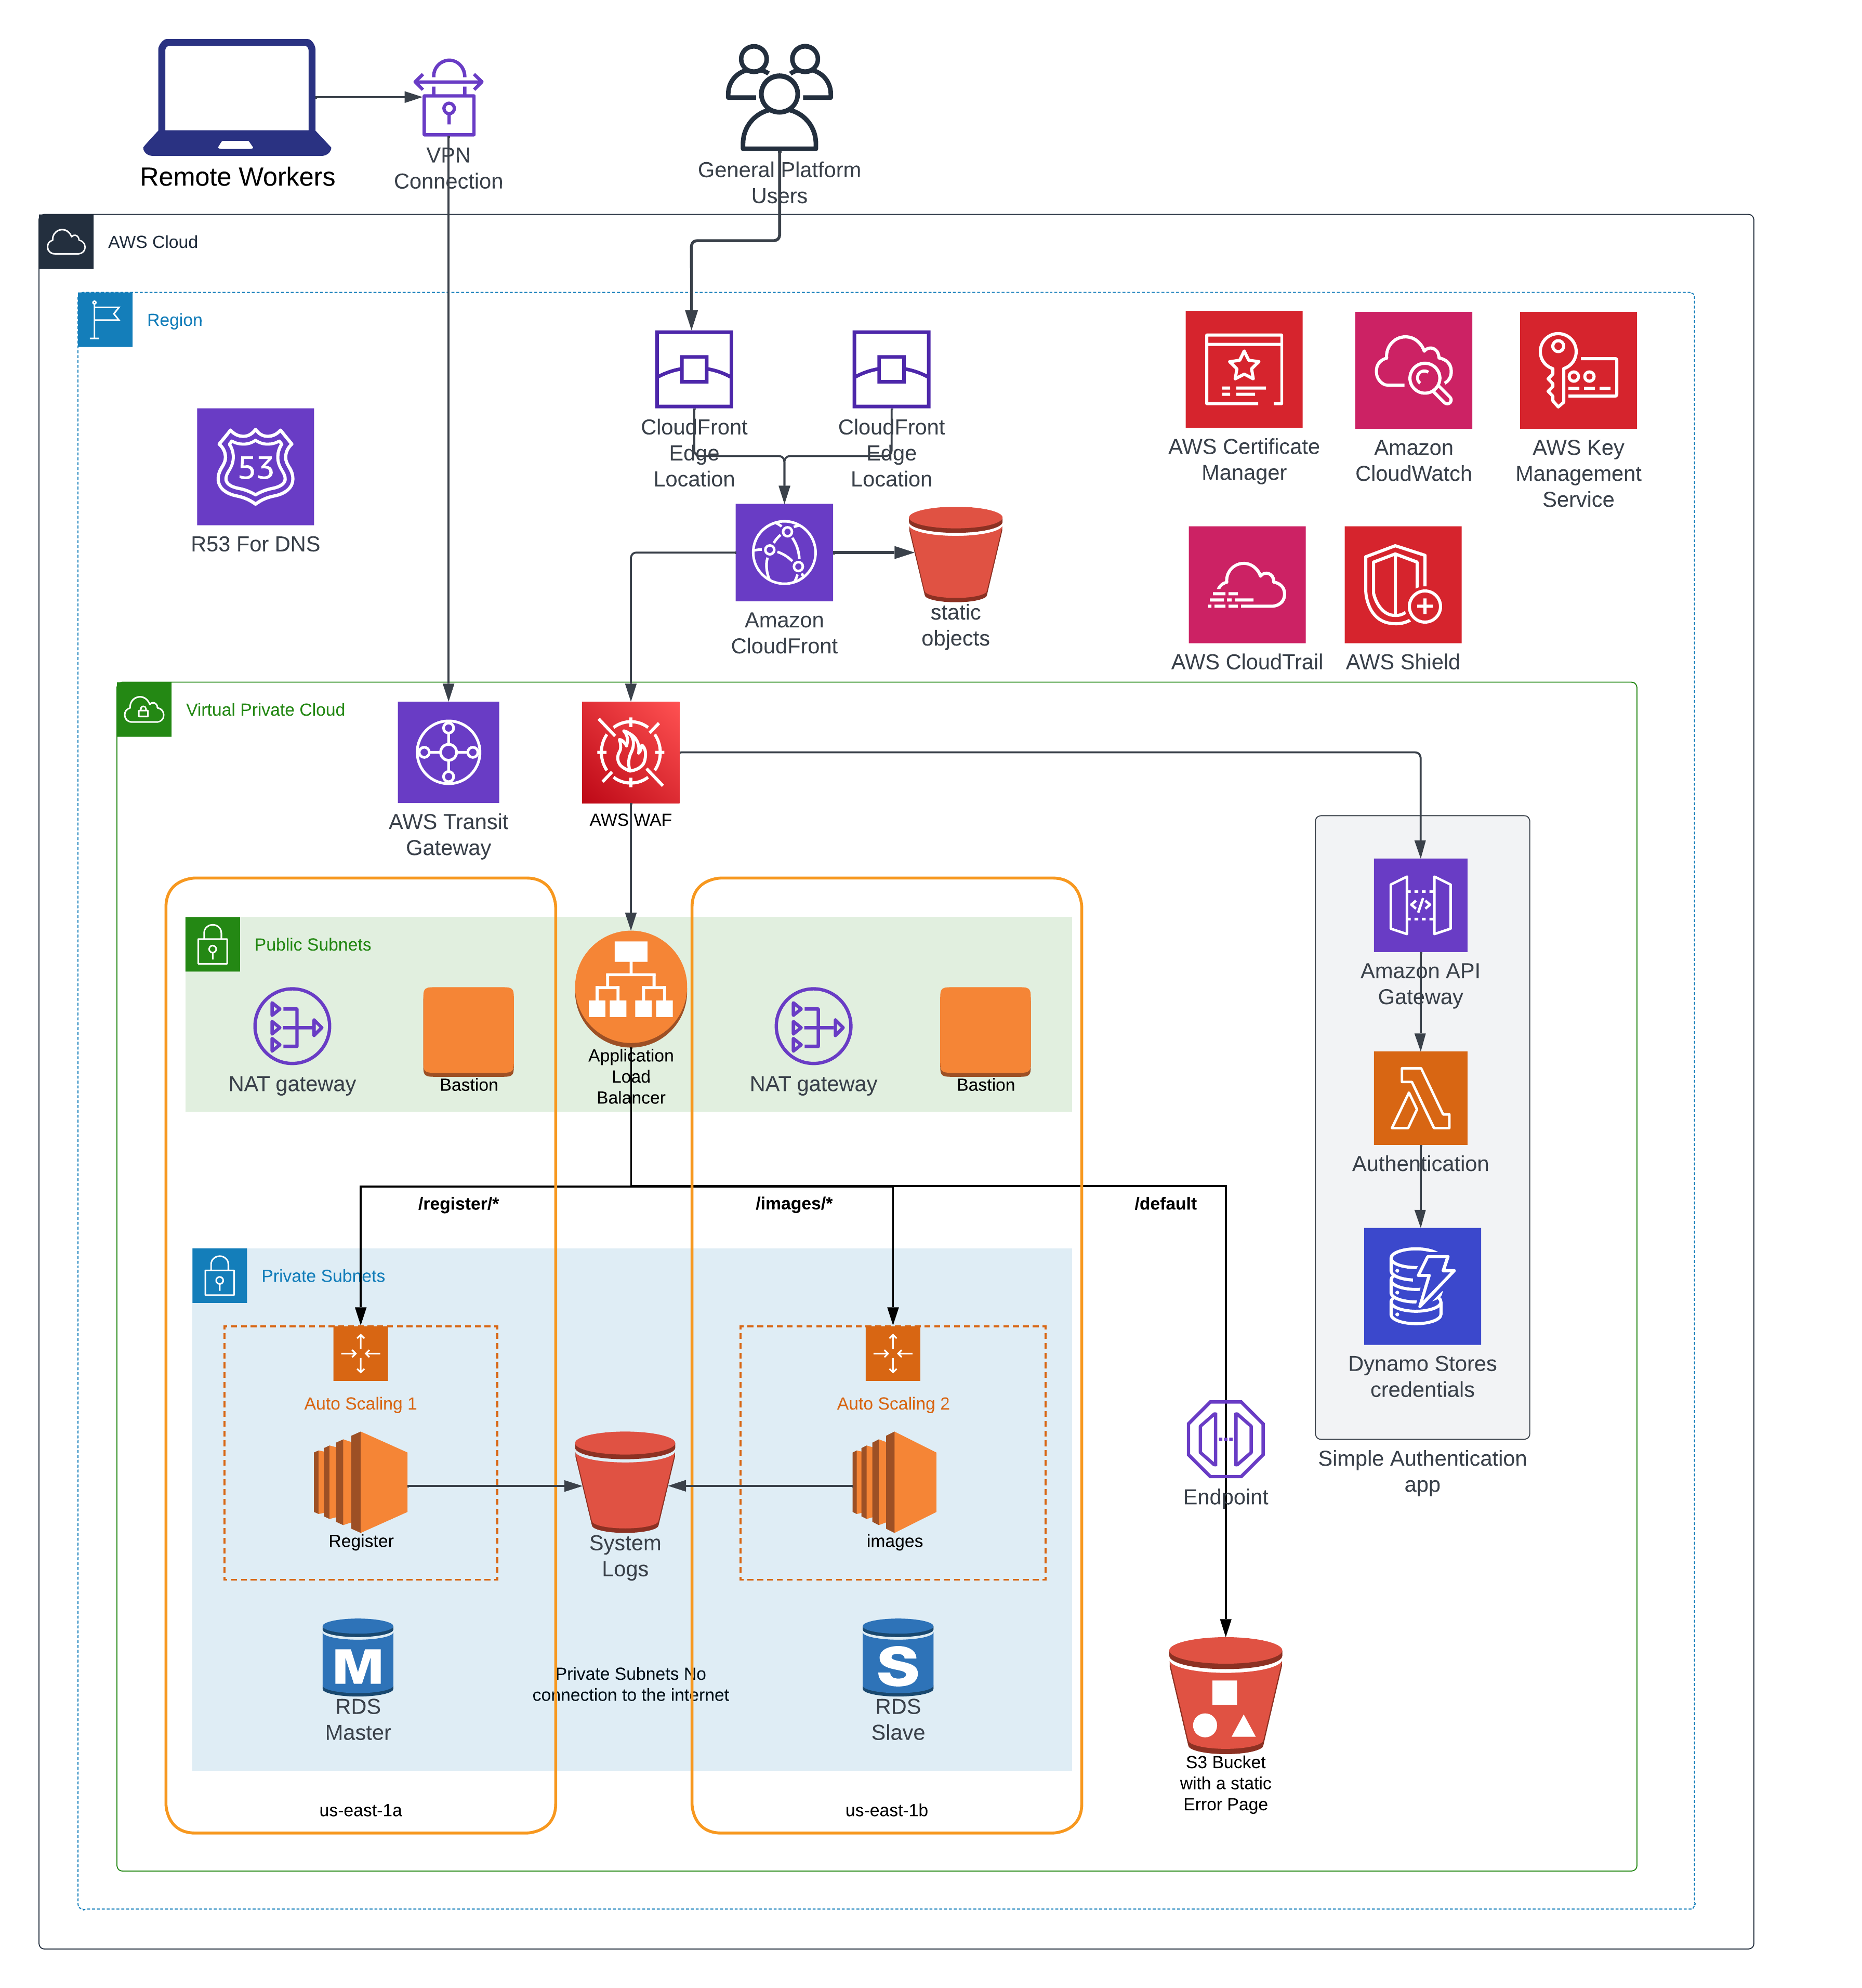 Remote Workers
VPN
Connection
General Platform
Users
AWS Cloud
Region
CloudFront
Edge
Location
CloudFront
Edge
Location
AWS Certificate
Manager
Amazon
CloudWatch
AWS Key
Management
Service
53
R53 For DNS
Amazon
CloudFront
static
objects
AWS CloudTrail
AWS Shield
Virtual Private Cloud
AWS Transit
Gateway
AWS WAF
</>
Amazon API
Gateway
Public Subnets
NAT gateway
Bastion
Application
Load
Balancer
NAT gateway
Bastion
Authentication
/register/*
/images/*
/default
Private Subnets
Dynamo Stores
credentials
Auto Scaling 1
Auto Scaling 2
Simple Authentication
app
Register
System
Logs
images
Endpoint
M
RDS
Master
Private Subnets No
connection to the internet
S
RDS
Slave
S3 Bucket
with a static
Error Page
us-east-1a
us-east-1b